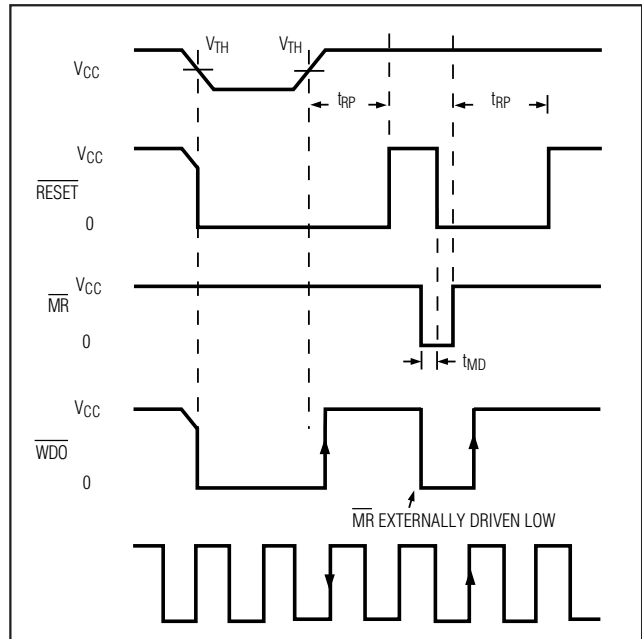 VTH VTH
VCC
tRP tRP
VCC
RESET
0
VCC
MR
0
tMD
VCC
WDO
0
MR EXTERNALLY DRIVEN LOW